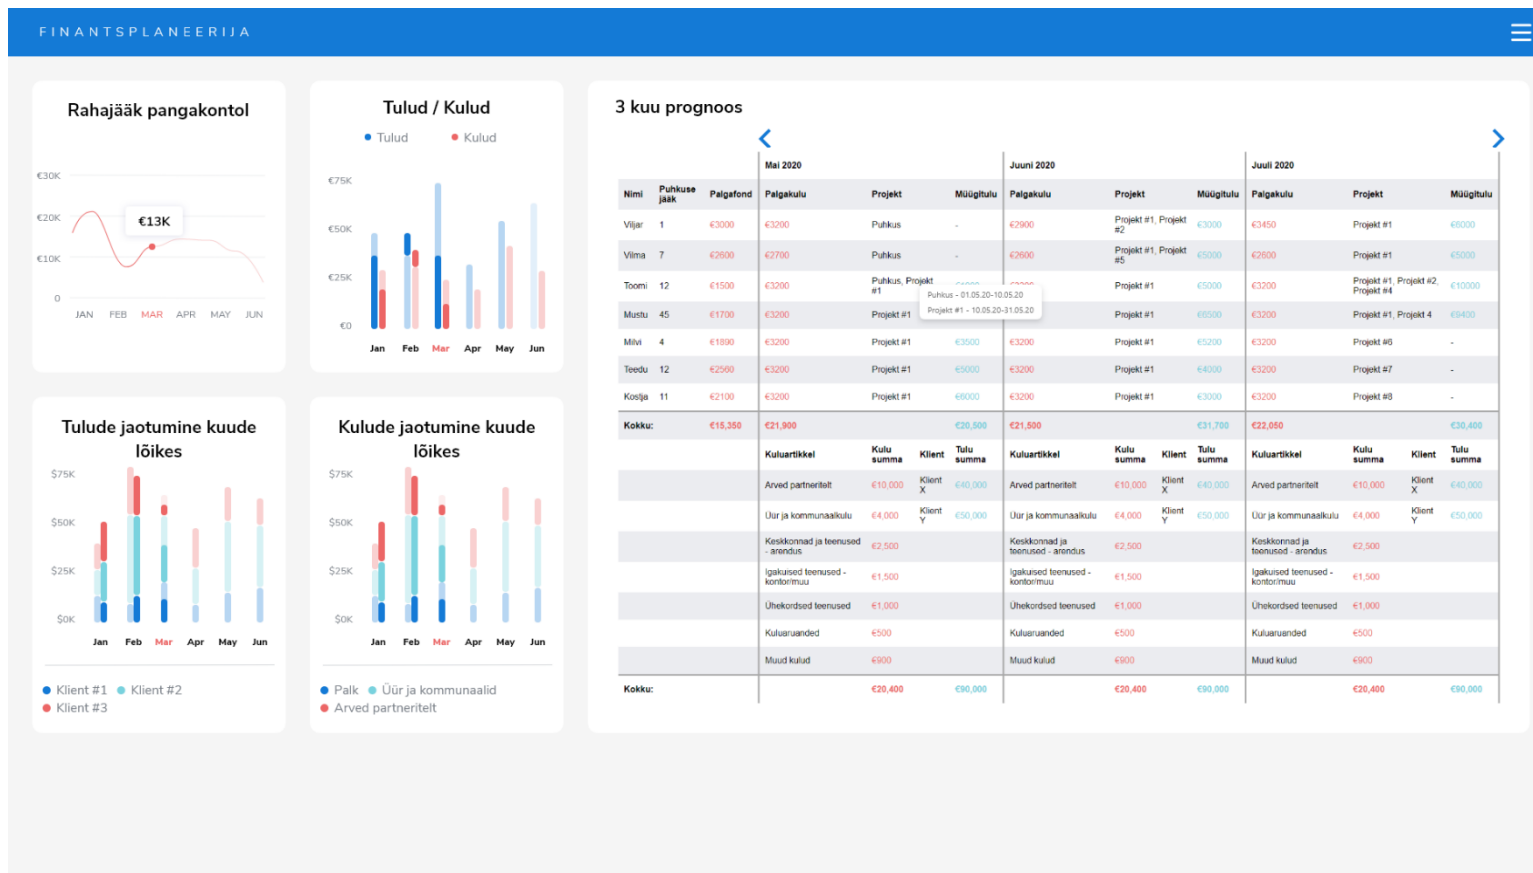 FINANTSPLANEERIJA
Rahajääk pangakontol
€30K
€20K
€10K
0
€13K
JAN FEB MAR APR MAY JUN
Tulud / Kulud
Tulud Kulud
€75K
€50K
€25K
€0
Jan Feb Mar Apr May Jun
Tulude jaotumine kuude
lõikes
$75K
$50K
$25K
$0K
Jan Feb Mar Apr May Jun
Klient #1 Klient #2
Klient #3
Kulude jaotumine kuude
lõikes
$75K
$50K
$25K
$0K
Jan Feb Mar Apr May Jun
Palk Üür ja kommunaalid
Arved partneritelt
3 kuu prognoos
Mai 2020 Juuni 2020 Juuli 2020
Nimi Puhkuse jääk Palgafond Palgakulu Projekt Müügitulu Palgakulu Projekt Müügitulu Palgakulu Projekt Müügitulu
Viljar 1 €3000 €3200 Puhkus - €2900 Projekt #1, Projekt #2 €3000 €3450 Projekt #1 €6000
Vilma 7 €2600 €2700 Puhkus - €2600 Projekt #1, Projekt #5 €5000 €2600 Projekt #1 €5000
Toomi 12 €1500 €3200 Puhkus, Projekt #1 Projekt #1 €5000 €3200 Projekt #1, Projekt #2, Projekt #4 €10000
Puhkus - 01.05.20-10.05.20
Projekt #1 - 10.05.20-31.05.20
Mustu 45 €1700 €3200 Projekt #1 Projekt #1 €6500 €3200 Projekt #1, Projekt 4 €9400
Milvi 4 €1890 €3200 Projekt #1 €3500 €3200 Projekt #1 €5200 €3200 Projekt #6 -
Teedu 12 €2560 €3200 Projekt #1 €5000 €3200 Projekt #1 €4000 €3200 Projekt #7 -
Kostja 11 €2100 €3200 Projekt #1 €6000 €3200 Projekt #1 €3000 €3200 Projekt #8 -
Kokku: €15,350 €21,900 €20,500 €21,500 €31,700 €22,050 €30,400
Kuluartikkel Kulu summa Klient Tulu summa Kuluartikkel Kulu summa Klient Tulu summa Kuluartikkel Kulu summa Klient Tulu summa
Arved partneritelt €10,000 Klient X €40,000 Arved partneritelt €10,000 Klient X €40,000 Arved partneritelt €10,000 Klient X €40,000
Üür ja kommunaalkulu €4,000 Klient Y €50,000 Üür ja kommunaalkulu €4,000 Klient Y €50,000 Üür ja kommunaalkulu €4,000 Klient Y €50,000
Keskkonnad ja teenused - arendus €2,500 Keskkonnad ja teenused - arendus €2,500 Keskkonnad ja teenused - arendus €2,500
Igakuised teenused - kontor/muu €1,500 Igakuised teenused - kontor/muu €1,500 Igakuised teenused - kontor/muu €1,500
Ühekordsed teenused €1,000 Ühekordsed teenused €1,000 Ühekordsed teenused €1,000
Kuluaruanded €500 Kuluaruanded €500 Kuluaruanded €500
Muud kulud €900 Muud kulud €900 Muud kulud €900
Kokku: €20,400 €90,000 €20,400 €90,000 €20,400 €90,000